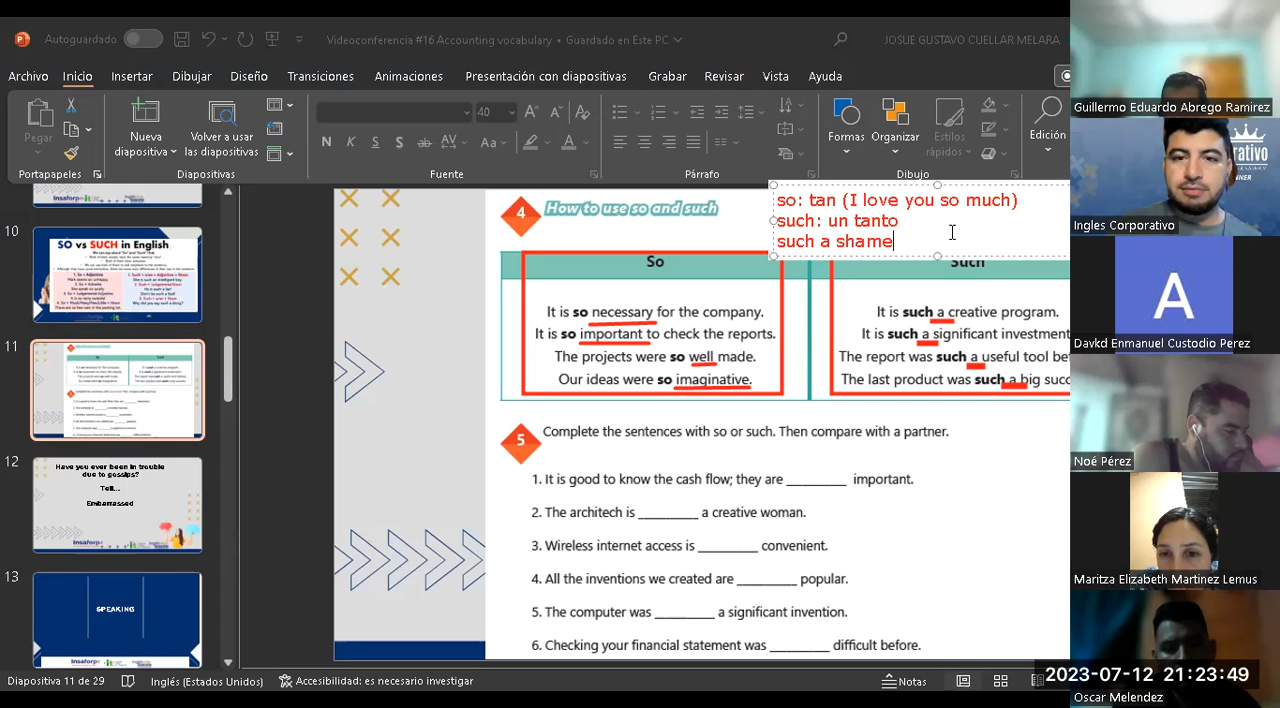 Autoguardado
Videoconferencia #16 Accounting vocabulary • Guardado en Este PC
JOSUE GUSTAVO CUELLAR MELARA
Archivo Inicio Insertar Dibujar Diseño Transiciones Animaciones Presentación con diapositivas Grabar Revisar Vista Ayuda
Pegar
Nueva diapositiva
Volver a usar las diapositivas
40
N K S S ab AV Aa A
Formas Organizar Estilos rápidos Edición
Portapapeles Diapositivas Fuente Párrafo Dibujo
10
SO vs SUCH in English
11
12
Have you ever been in trouble
due to gossips?
Tell...
Embarrassed
13
SPEAKING
4 How to use so and such
so: tan (I love you so much)
such: un tanto
such a shame
So
It is so necessary for the company.
It is so important to check the reports.
The projects were so well made.
Our ideas were so imaginative.
Such
It is such a creative program.
It is such a significant investment
The report was such a useful tool be
The last product was such a big suc
5 Complete the sentences with so or such. Then compare with a partner.
1. It is good to know the cash flow; they are _________ important.
2. The architech is _________ a creative woman.
3. Wireless internet access is _________ convenient.
4. All the inventions we created are _________ popular.
5. The computer was _________ a significant invention.
6. Checking your financial statement was _________ difficult before.
Guillermo Eduardo Abrego Ramirez
Ingles Corporativo
A
Davkd Enmanuel Custodio Perez
Noé Pérez
Maritza Elizabeth Martinez Lemus
Oscar Melendez
2023-07-12 21:23:49
Diapositiva 11 de 29 Inglés (Estados Unidos) Accesibilidad: es necesario investigar Notas